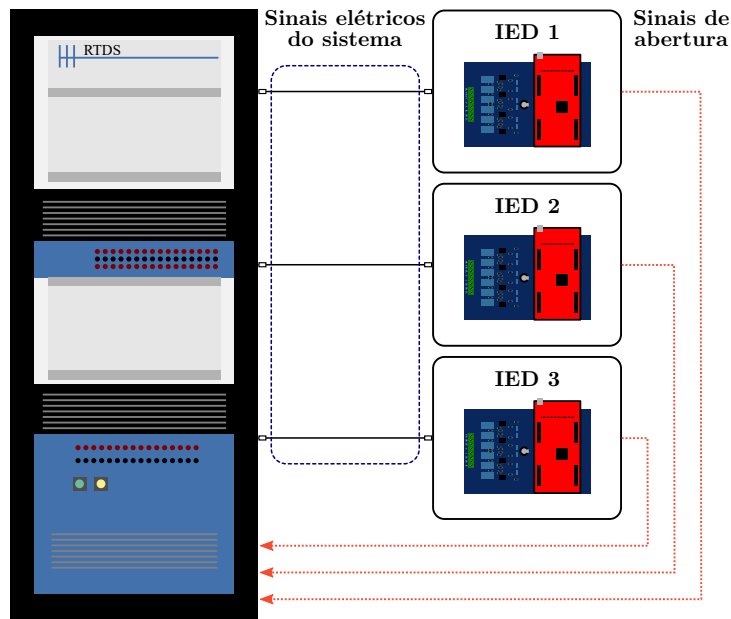 Sinais elétricos
do sistema
IED 1
Sinais de
abertura
RTDS
IED 2
IED 3